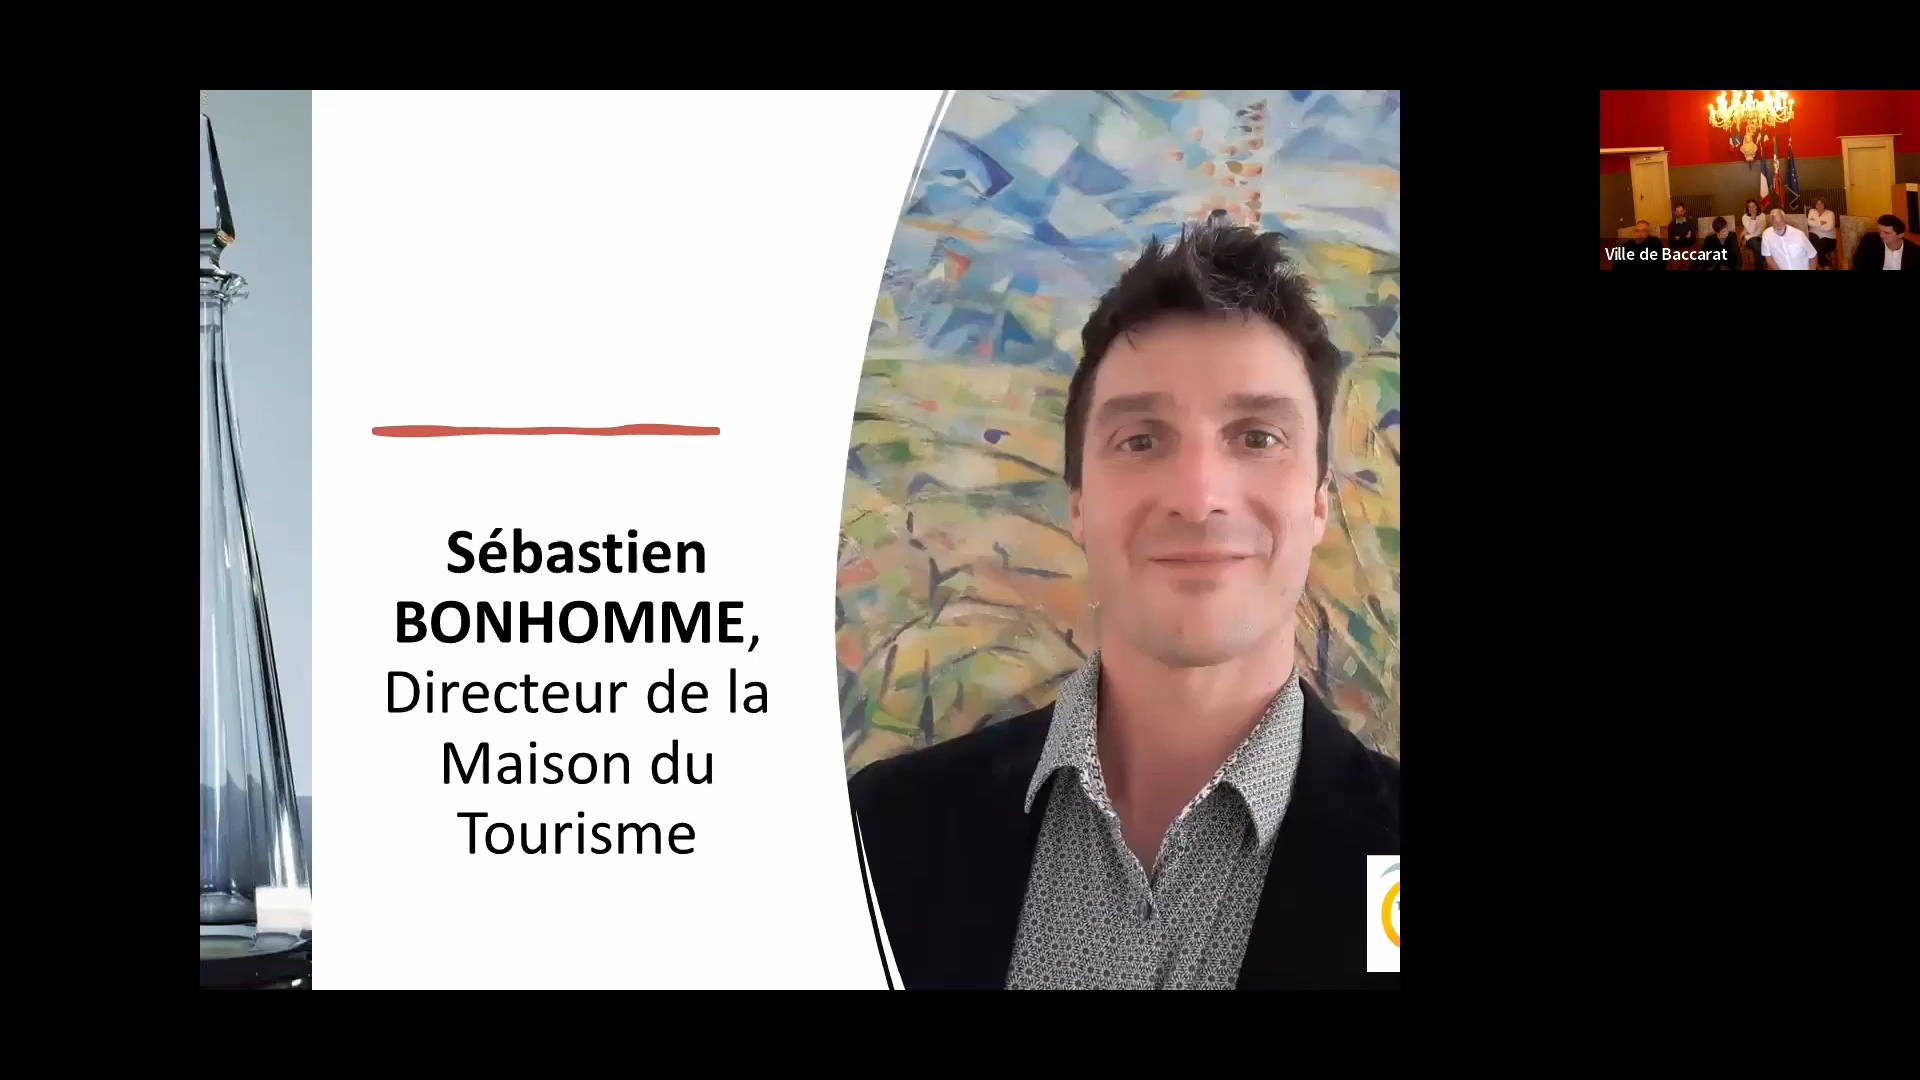 Sébastien
BONHOMME,
Directeur de la
Maison du
Tourisme
Ville de Baccarat